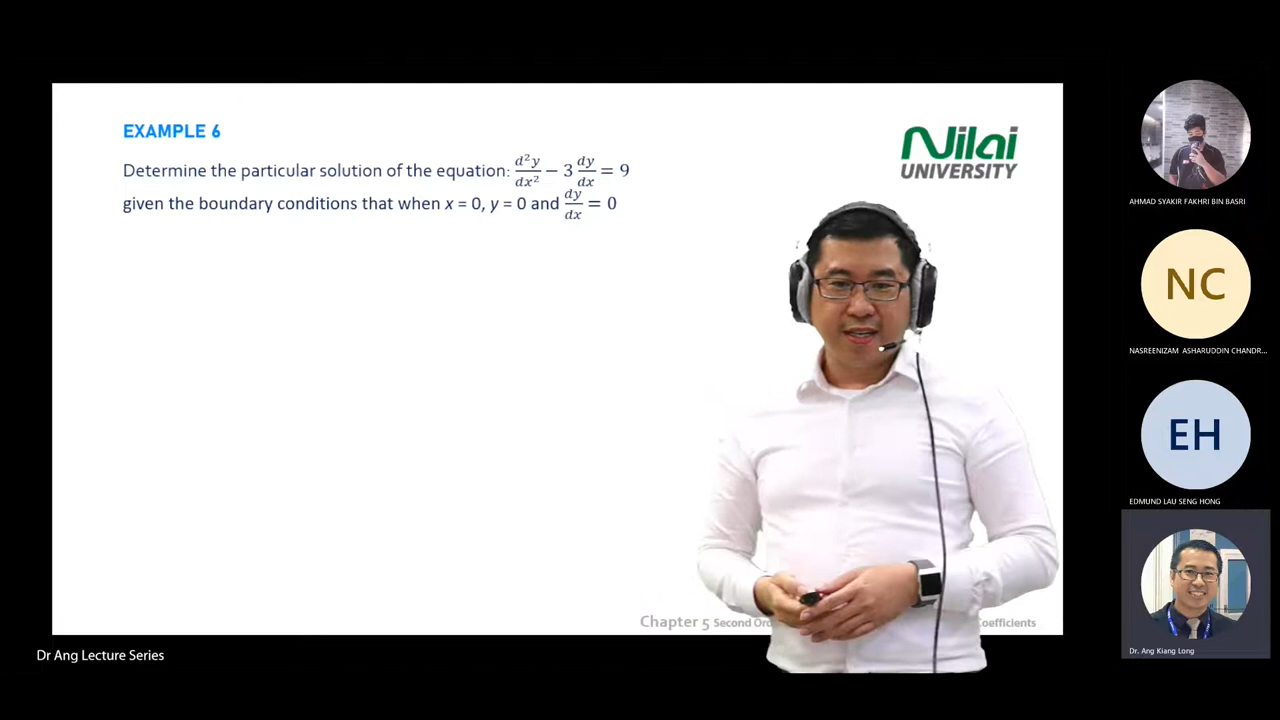 EXAMPLE 6
Determine the particular solution of the equation: d²y/dx² − 3 dy/dx = 9
given the boundary conditions that when x = 0, y = 0 and dy/dx = 0
Nilai
UNIVERSITY
Chapter 5 Second Or
oefficients
Dr Ang Lecture Series
AHMAD SYAKIR FAKHRI BIN BASRI
NC
NASREENIZAM ASHARUDDIN CHANDR...
EH
EDMUND LAU SENG HONG
Dr. Ang Kiang Long